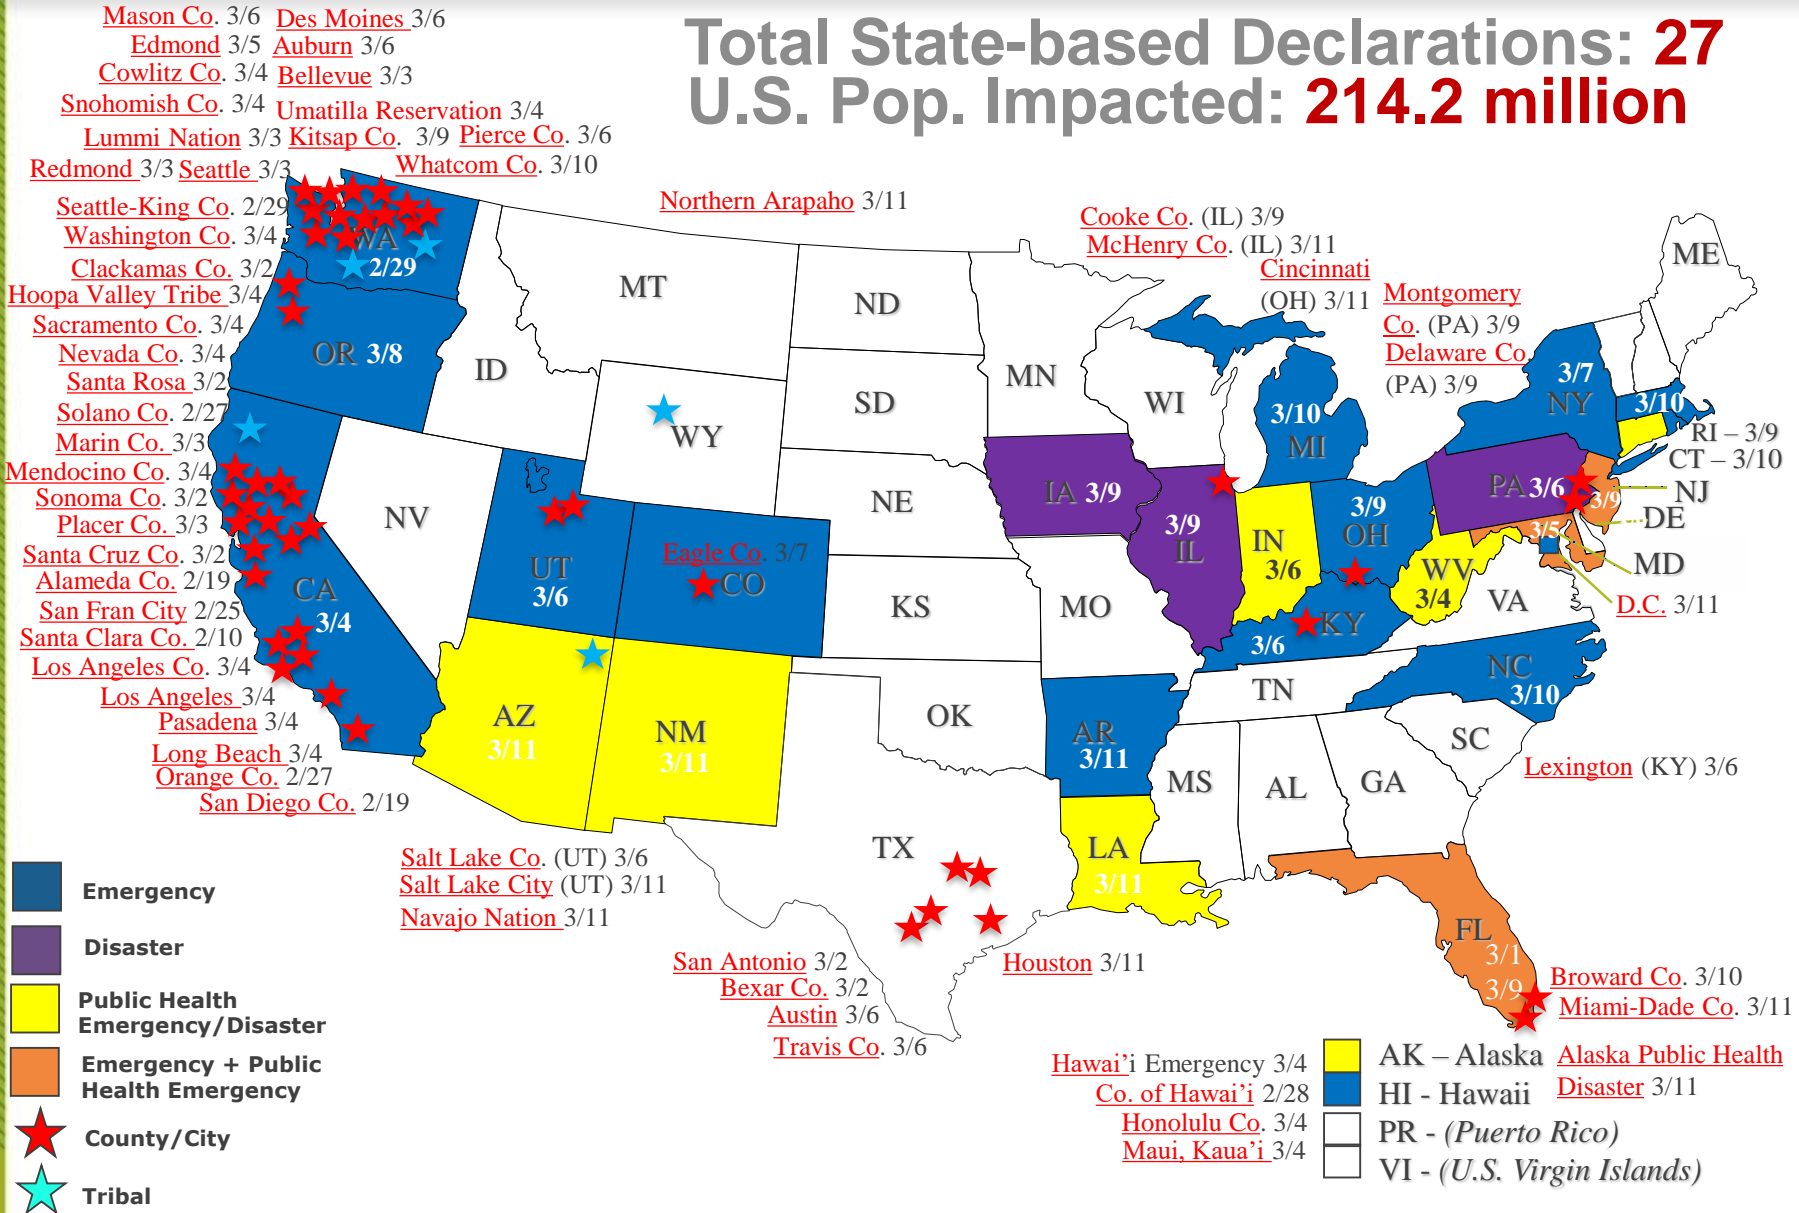 Total State-based Declarations: 27
U.S. Pop. Impacted: 214.2 million
Mason Co. 3/6 Des Moines 3/6
Edmond 3/5 Auburn 3/6
Cowlitz Co. 3/4 Bellevue 3/3
Snohomish Co. 3/4 Umatilla Reservation 3/4
Lummi Nation 3/3 Kitsap Co. 3/9 Pierce Co. 3/6
Redmond 3/3 Seattle 3/3 Whatcom Co. 3/10
Seattle-King Co. 2/29
Washington Co. 3/4
Clackamas Co. 3/2
Hoopa Valley Tribe 3/4
Sacramento Co. 3/4
Nevada Co. 3/4
Santa Rosa 3/2
Solano Co. 2/27
Marin Co. 3/3
Mendocino Co. 3/4
Sonoma Co. 3/2
Placer Co. 3/3
Santa Cruz Co. 3/2
Alameda Co. 2/19
San Fran City 2/25
Santa Clara Co. 2/10
Los Angeles Co. 3/4
Los Angeles 3/4
Pasadena 3/4
Long Beach 3/4
Orange Co. 2/27
San Diego Co. 2/19
Northern Arapaho 3/11
Cooke Co. (IL) 3/9
McHenry Co. (IL) 3/11
Cincinnati
(OH) 3/11
Montgomery
Co. (PA) 3/9
Delaware Co.
(PA) 3/9
WA
2/29
OR 3/8
CA
3/4
ID
NV
MT
WY
UT
3/6
Eagle Co. 3/7
CO
AZ
3/11
NM
3/11
ND
SD
NE
KS
OK
TX
MN
IA 3/9
MO
AR
3/11
LA
3/11
WI
3/9
IL
3/10
MI
IN
3/6
3/9
OH
KY
3/6
TN
MS
AL
GA
SC
NC
3/10
VA
WV
3/4
PA 3/6
3/7
NY
3/10
ME
RI – 3/9
CT – 3/10
NJ
3/9
DE
3/5
MD
D.C. 3/11
FL
3/1
3/9
Lexington (KY) 3/6
Salt Lake Co. (UT) 3/6
Salt Lake City (UT) 3/11
Navajo Nation 3/11
San Antonio 3/2
Bexar Co. 3/2
Austin 3/6
Travis Co. 3/6
Houston 3/11
Broward Co. 3/10
Miami-Dade Co. 3/11
Emergency
Disaster
Public Health
Emergency/Disaster
Emergency + Public
Health Emergency
County/City
Tribal
Hawai'i Emergency 3/4
Co. of Hawai'i 2/28
Honolulu Co. 3/4
Maui, Kaua'i 3/4
AK – Alaska
HI - Hawaii
PR - (Puerto Rico)
VI - (U.S. Virgin Islands)
Alaska Public Health
Disaster 3/11